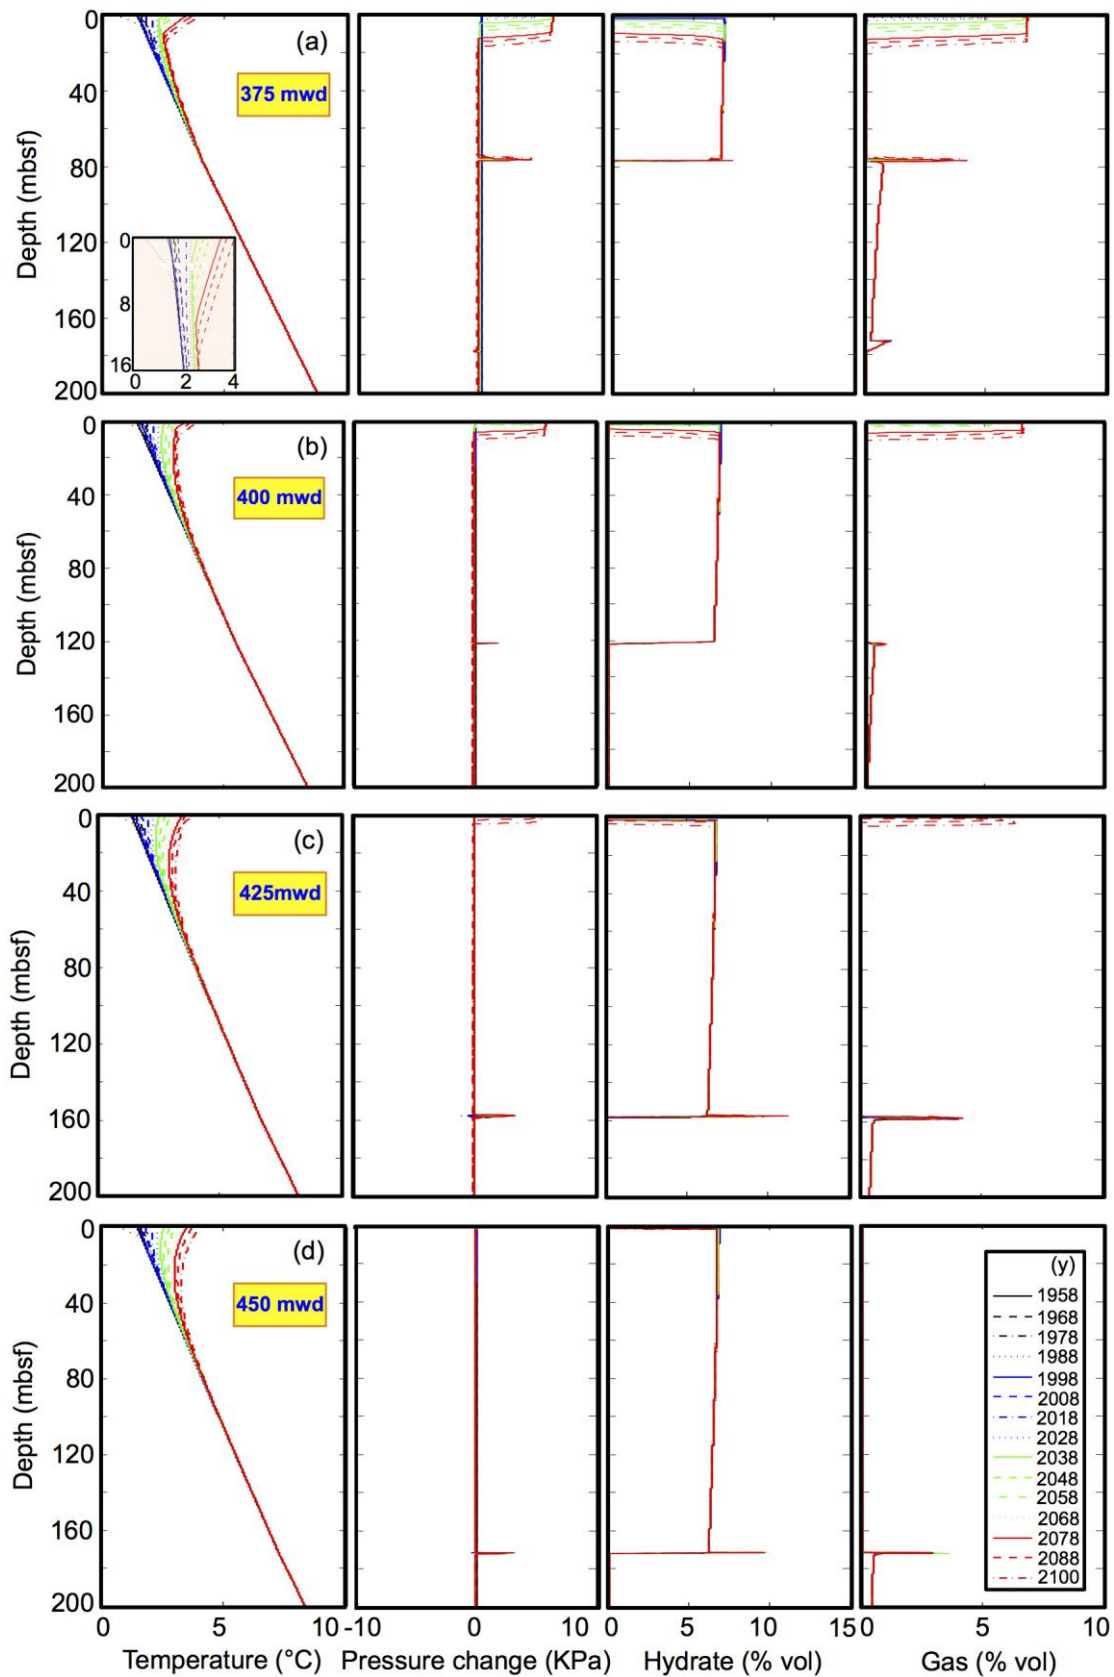 0
40
80
120
160
200
Depth (mbsf)
(a)
375 mwd
0
8
16
0 2 4
0
40
80
120
160
200
Depth (mbsf)
(b)
400 mwd
0
40
80
120
160
200
Depth (mbsf)
(c)
425mwd
0
40
80
120
160
200
Depth (mbsf)
(d)
450 mwd
(y)
1958
1968
1978
1988
1998
2008
2018
2028
2038
2048
2058
2068
2078
2088
2100
0 5 10 -10 0 10 0 5 10 15 0 5 10
Temperature (°C) Pressure change (KPa) Hydrate (% vol) Gas (% vol)